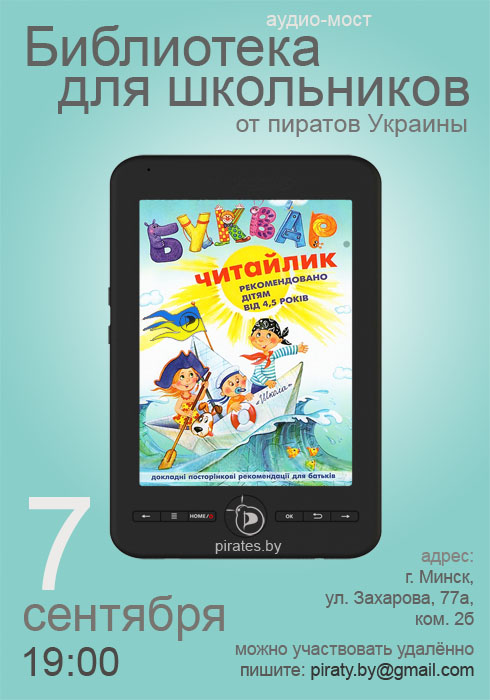 аудио-мост
Библиотека
для школьников
от пиратов Украины
БУКВАР
читайлик
РЕКОМЕНДОВАНО
ДІТЯМ
ВІД 4,5 РОКІВ
Школа
докладні посторінкові рекомендації для батьків
HOME/
OK
pirates.by
7
сентября
19:00
адрес:
г. Минск,
ул. Захарова, 77а,
ком. 2б
можно участвовать удалённо
пишите: piraty.by@gmail.com